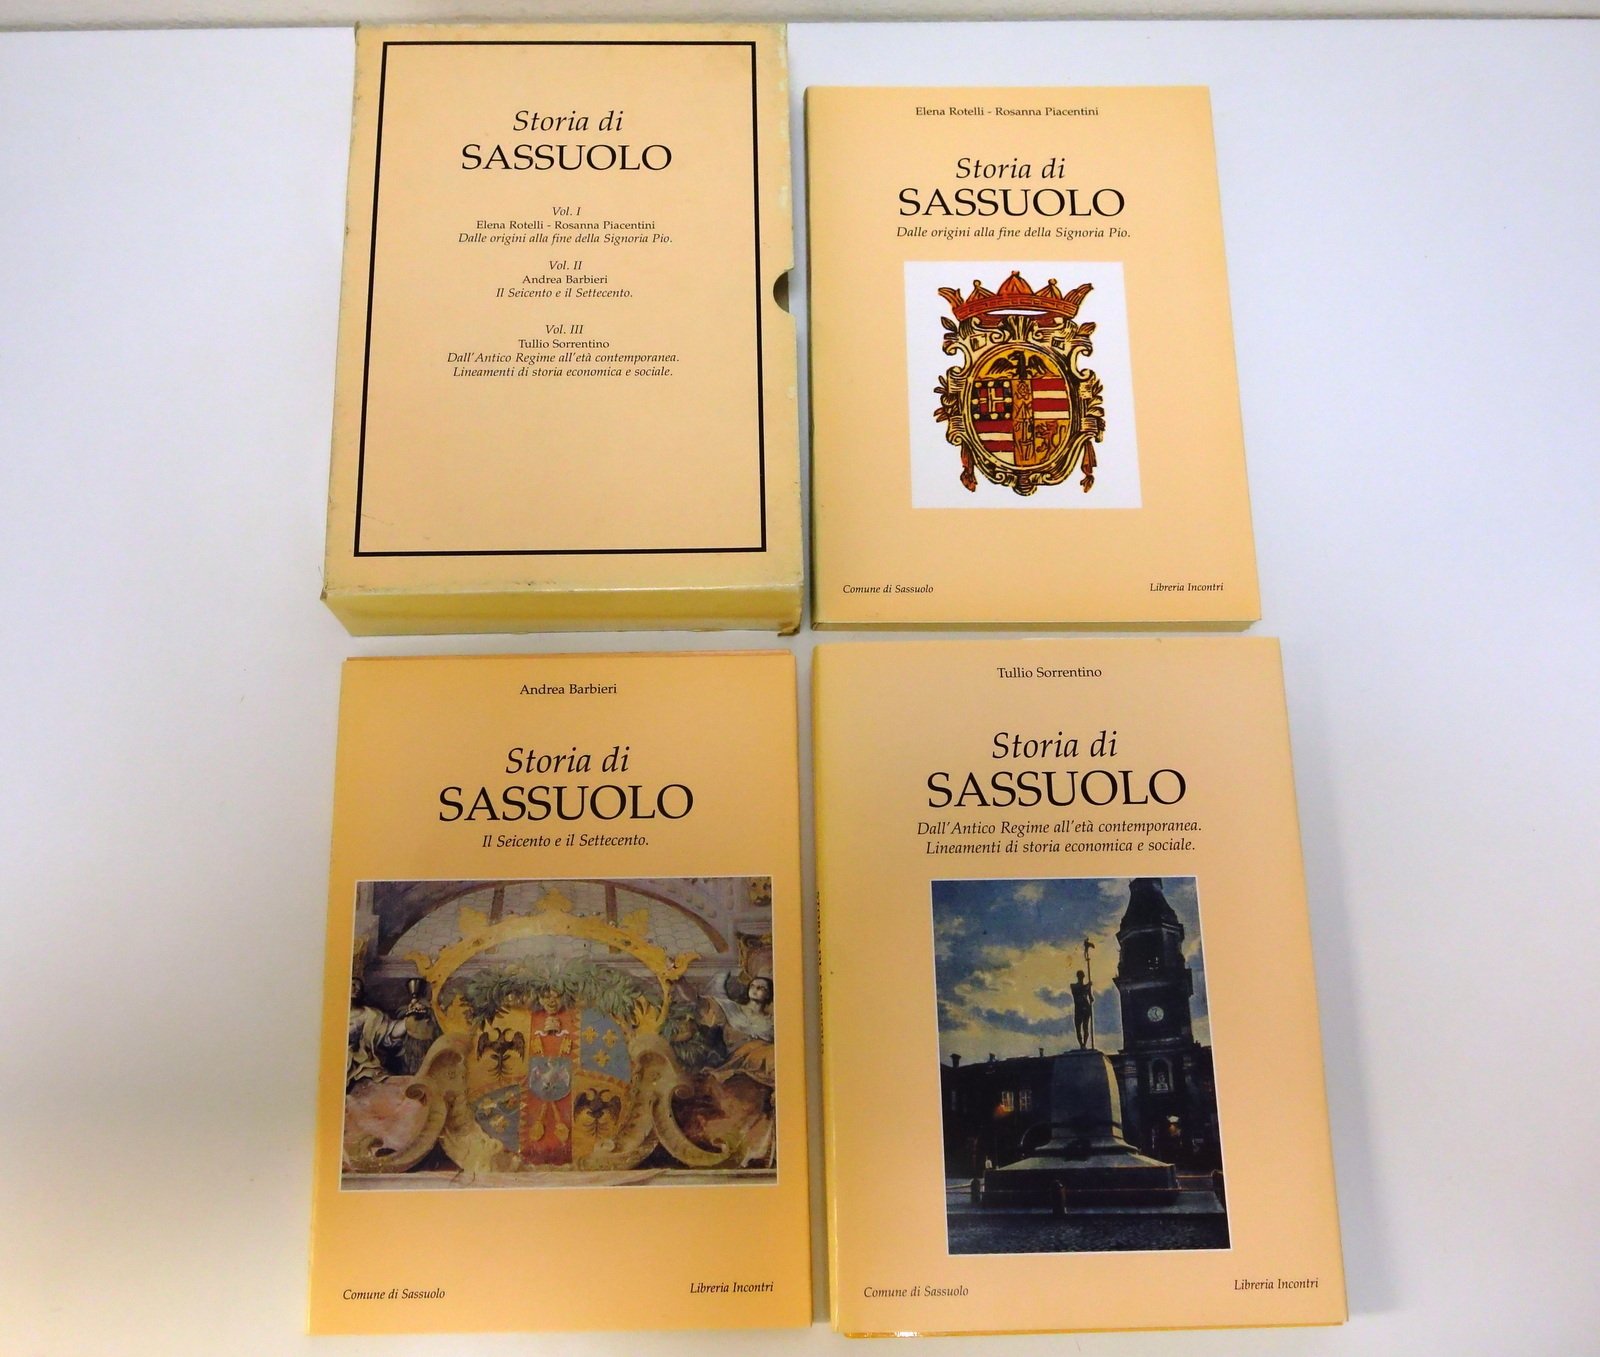 Storia di
SASSUOLO
Vol. I
Elena Rotelli - Rosanna Piacentini
Dalle origini alla fine della Signoria Pio.
Vol. II
Andrea Barbieri
Il Seicento e il Settecento.
Vol. III
Tullio Sorrentino
Dall'Antico Regime all'età contemporanea.
Lineamenti di storia economica e sociale.
Elena Rotelli - Rosanna Piacentini
Storia di
SASSUOLO
Dalle origini alla fine della Signoria Pio.
Comune di Sassuolo
Libreria Incontri
Andrea Barbieri
Storia di
SASSUOLO
Il Seicento e il Settecento.
Comune di Sassuolo
Libreria Incontri
Tullio Sorrentino
Storia di
SASSUOLO
Dall'Antico Regime all'età contemporanea.
Lineamenti di storia economica e sociale.
Comune di Sassuolo
Libreria Incontri